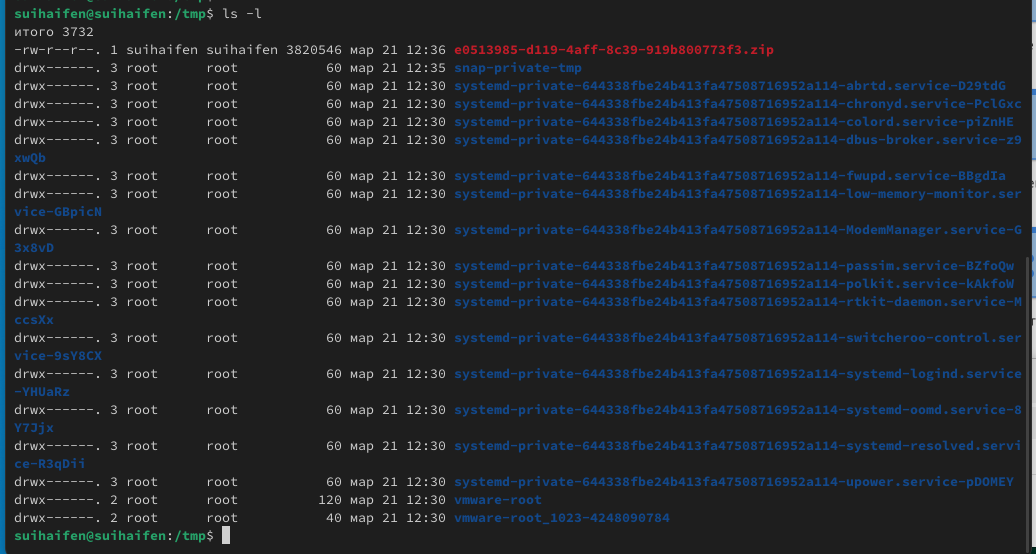 suihaifen@suihaifen:/tmp$ ls -l
итого 3732
-rw-r--r--. 1 suihaifen suihaifen 3820546 мар 21 12:36 e0513985-d119-4aff-8c39-919b800773f3.zip
drwx------. 3 root      root           60 мар 21 12:35 snap-private-tmp
drwx------. 3 root      root           60 мар 21 12:30 systemd-private-644338fbe24b413fa47508716952a114-abrtd.service-D29tdG
drwx------. 3 root      root           60 мар 21 12:30 systemd-private-644338fbe24b413fa47508716952a114-chronyd.service-PclGxc
drwx------. 3 root      root           60 мар 21 12:30 systemd-private-644338fbe24b413fa47508716952a114-colord.service-piZnHE
drwx------. 3 root      root           60 мар 21 12:30 systemd-private-644338fbe24b413fa47508716952a114-dbus-broker.service-z9
xwQb
drwx------. 3 root      root           60 мар 21 12:30 systemd-private-644338fbe24b413fa47508716952a114-fwupd.service-BBgdIa
drwx------. 3 root      root           60 мар 21 12:30 systemd-private-644338fbe24b413fa47508716952a114-low-memory-monitor.ser
vice-GBpicN
drwx------. 3 root      root           60 мар 21 12:30 systemd-private-644338fbe24b413fa47508716952a114-ModemManager.service-G
3x8vD
drwx------. 3 root      root           60 мар 21 12:30 systemd-private-644338fbe24b413fa47508716952a114-passim.service-BZfoQw
drwx------. 3 root      root           60 мар 21 12:30 systemd-private-644338fbe24b413fa47508716952a114-polkit.service-kAkfoW
drwx------. 3 root      root           60 мар 21 12:30 systemd-private-644338fbe24b413fa47508716952a114-rtkit-daemon.service-M
ccsXx
drwx------. 3 root      root           60 мар 21 12:30 systemd-private-644338fbe24b413fa47508716952a114-switcheroo-control.ser
vice-9sY8CX
drwx------. 3 root      root           60 мар 21 12:30 systemd-private-644338fbe24b413fa47508716952a114-systemd-logind.service
-YHUaRz
drwx------. 3 root      root           60 мар 21 12:30 systemd-private-644338fbe24b413fa47508716952a114-systemd-oomd.service-8
Y7Jjx
drwx------. 3 root      root           60 мар 21 12:30 systemd-private-644338fbe24b413fa47508716952a114-systemd-resolved.servi
ce-R3qDii
drwx------. 3 root      root           60 мар 21 12:30 systemd-private-644338fbe24b413fa47508716952a114-upower.service-pDOMEY
drwx------. 2 root      root          120 мар 21 12:30 vmware-root
drwx------. 2 root      root           40 мар 21 12:30 vmware-root_1023-4248090784
suihaifen@suihaifen:/tmp$